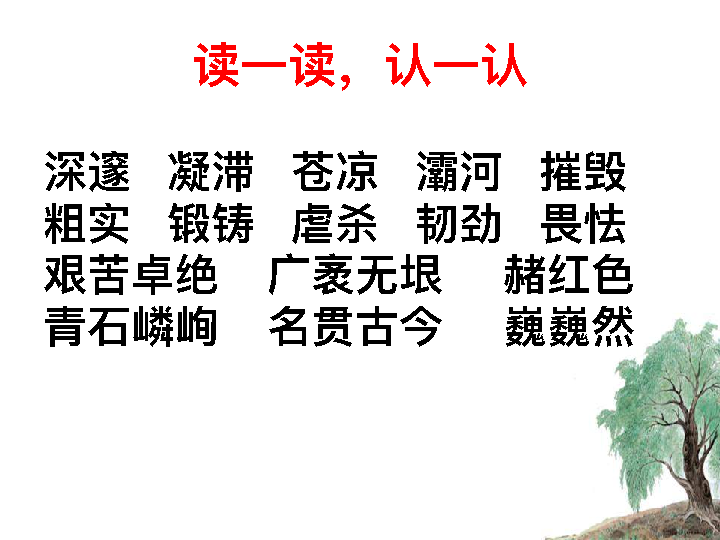 读一读，认一认
深邃 凝滞 苍凉 灞河 摧毁
粗实 锻铸 虐杀 韧劲 畏怯
艰苦卓绝 广袤无垠 赭红色
青石嶙峋 名贯古今 巍巍然